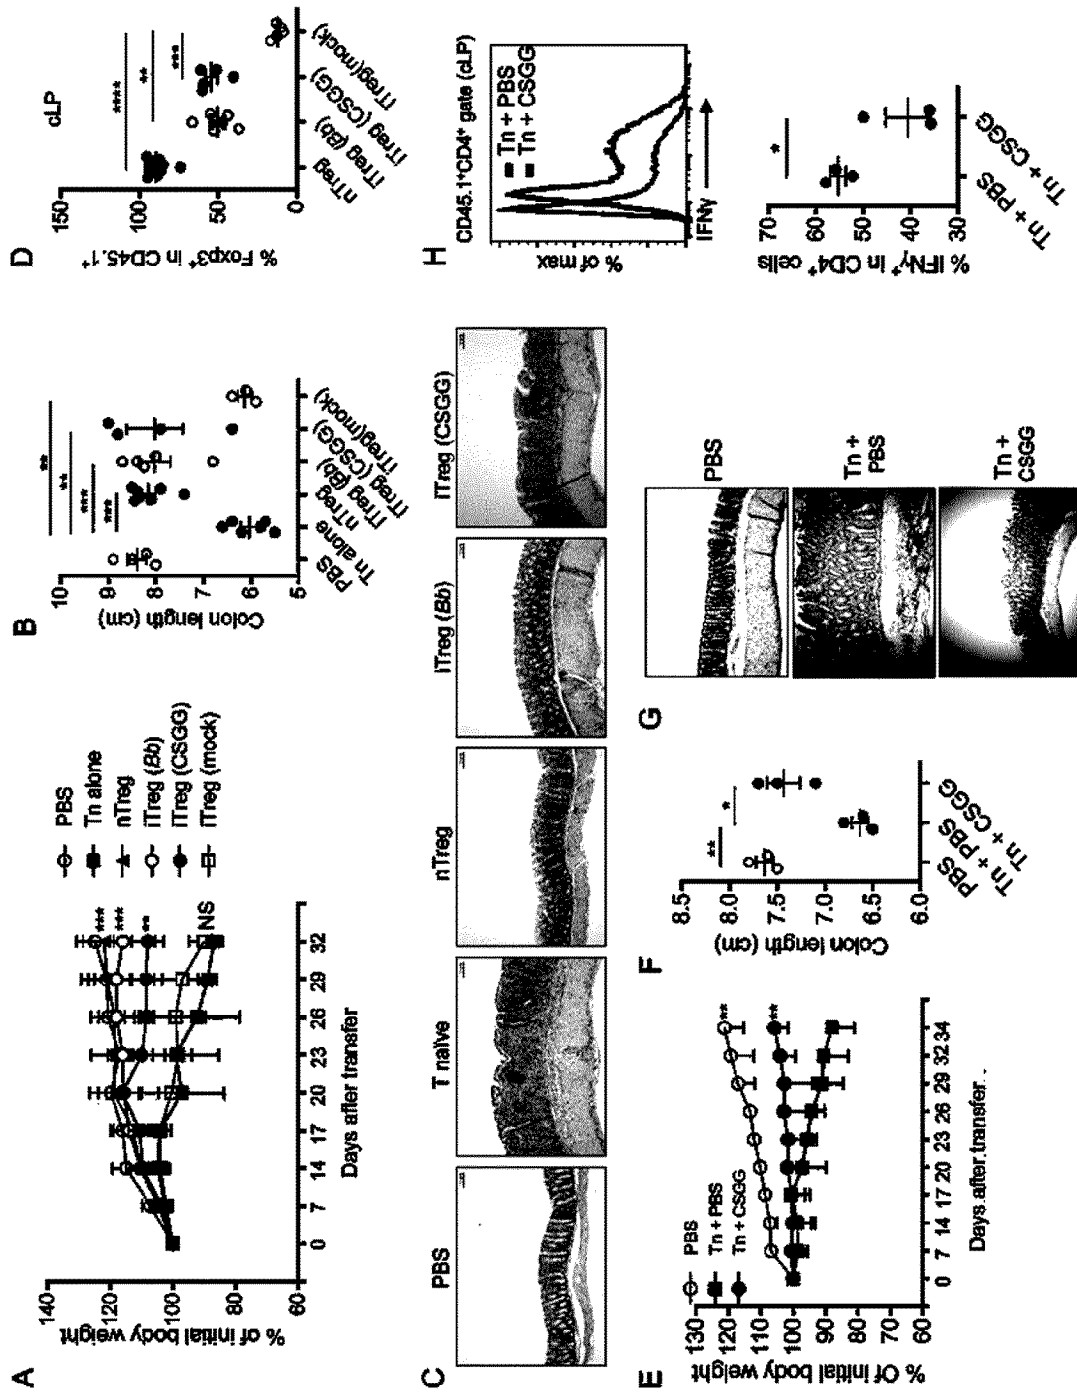 A
% of initial body weight
140
120
100
80
60
0 7 14 17 20 23 26 29 32
Days after transfer
*** *** ** NS
PBS
Tn alone
nTreg
iTreg (Bb)
iTreg (CSGG)
iTreg (mock)
B
Colon length (cm)
10
9
8
7
6
5
** ** *** ***
PBS
Tn alone
nTreg
iTreg (Bb)
iTreg (CSGG)
iTreg(mock)
D
cLP
% Foxp3⁺ in CD45.1⁺
150
100
50
0
**** ** ***
nTreg
iTreg (Bb)
iTreg (CSGG)
iTreg(mock)
C
PBS
T naïve
nTreg
iTreg (Bb)
iTreg (CSGG)
E
% Of initial body weight
130
120
110
100
90
80
70
60
0 7 14 17 20 23 26 29 32 34
Days after transfer
PBS
Tn + PBS
Tn + CSGG
** **
F
Colon length (cm)
8.5
8.0
7.5
7.0
6.5
6.0
** *
PBS
Tn + PBS
Tn + CSGG
G
PBS
Tn +
PBS
Tn +
CSGG
H
CD45.1⁺CD4⁺ gate (cLP)
% of max
Tn + PBS
Tn + CSGG
IFNγ
% IFNγ⁺ in CD4⁺ cells
70
60
50
40
30
*
Tn + PBS
Tn + CSGG